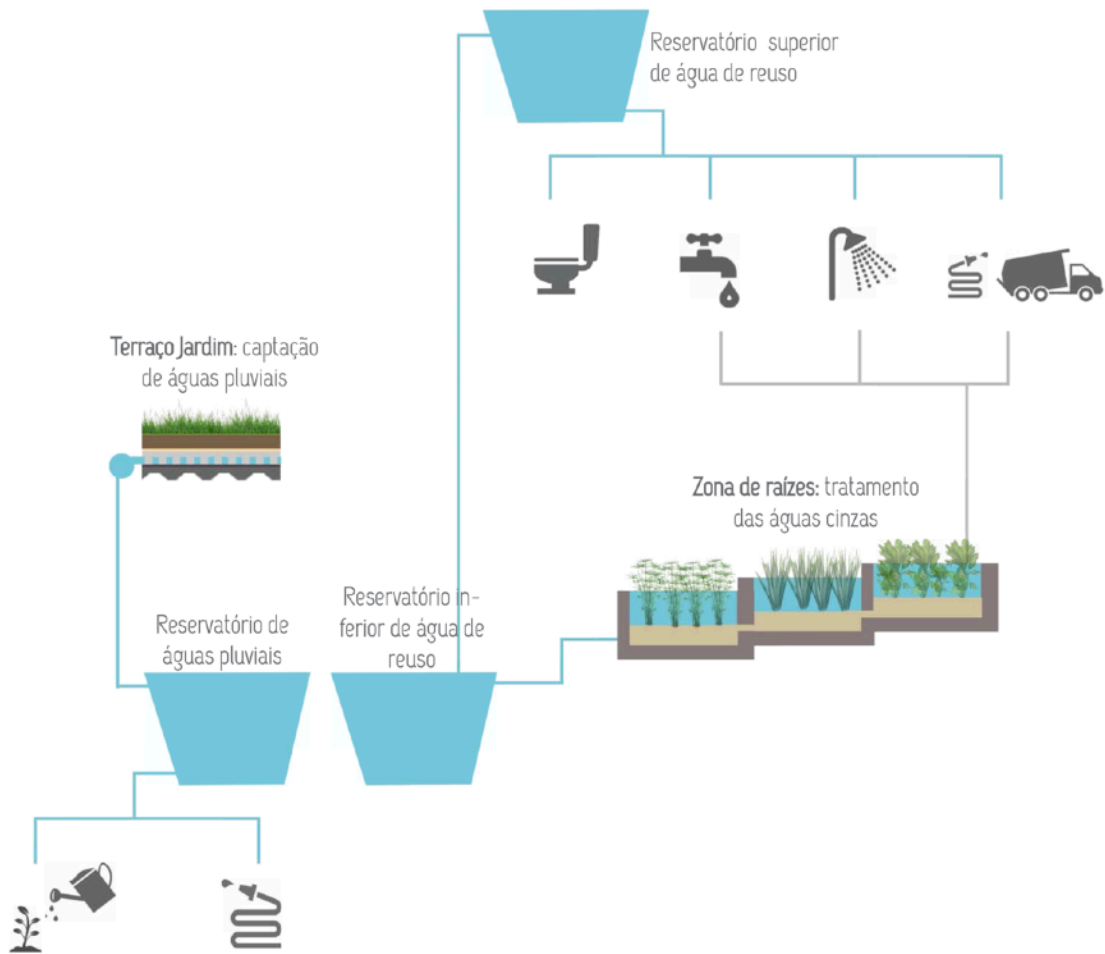 Reservatório superior
de água de reuso
Terraço Jardim: captação
de águas pluviais
Zona de raízes: tratamento
das águas cinzas
Reservatório de
águas pluviais
Reservatório in-
ferior de água de
reuso